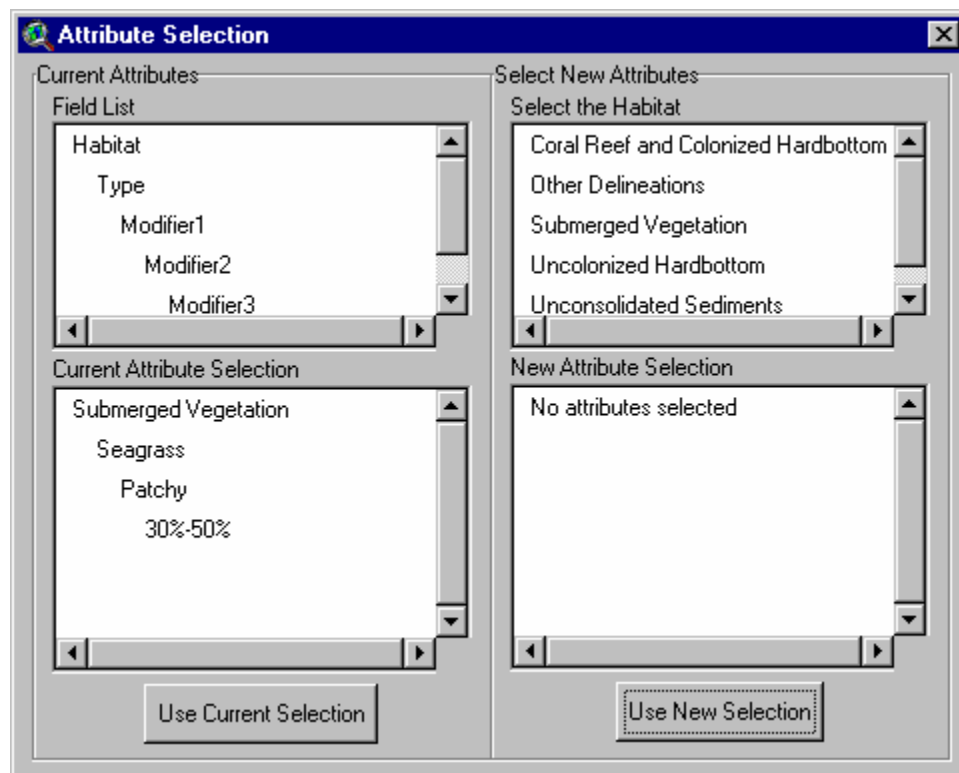 Attribute Selection
Current Attributes
Field List
Habitat
Type
Modifier1
Modifier2
Modifier3
Current Attribute Selection
Submerged Vegetation
Seagrass
Patchy
30%-50%
Use Current Selection
Select New Attributes
Select the Habitat
Coral Reef and Colonized Hardbottom
Other Delineations
Submerged Vegetation
Uncolonized Hardbottom
Unconsolidated Sediments
New Attribute Selection
No attributes selected
Use New Selection